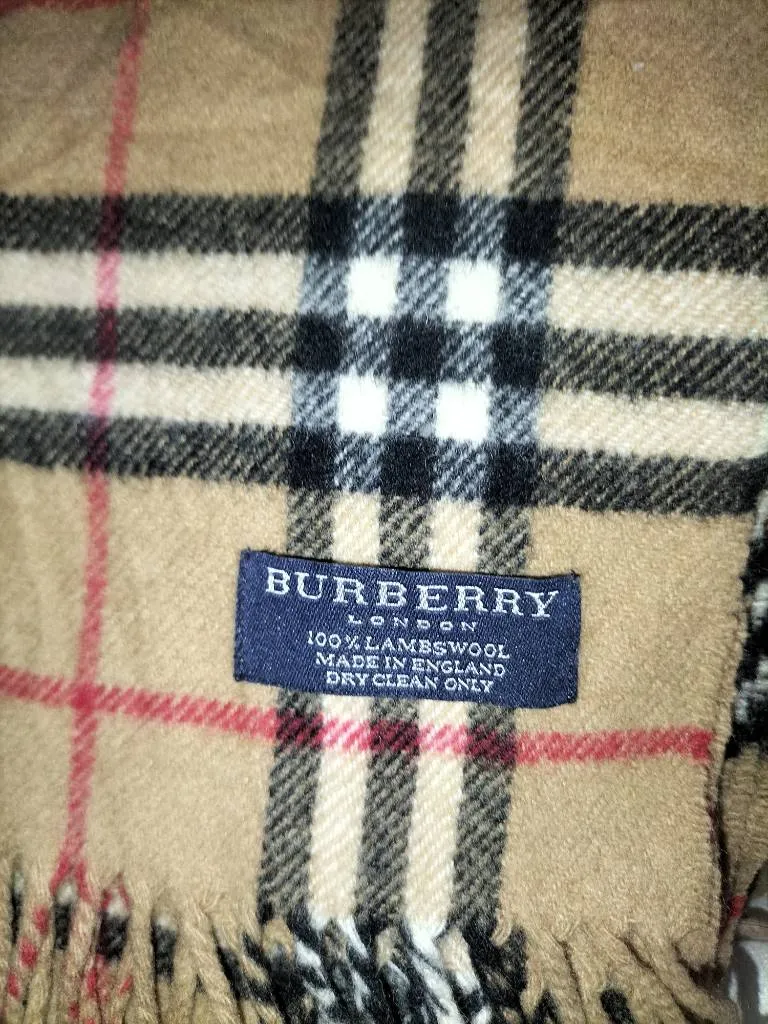 BURBERRY
LONDON
100% LAMBSWOOL
MADE IN ENGLAND
DRY CLEAN ONLY